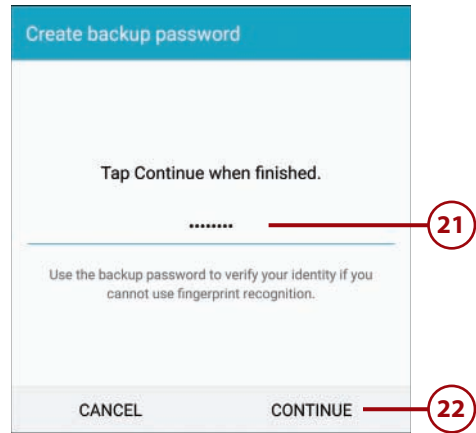 Create backup password
Tap Continue when finished.
........
21
Use the backup password to verify your identity if you
cannot use fingerprint recognition.
CANCEL
CONTINUE
22